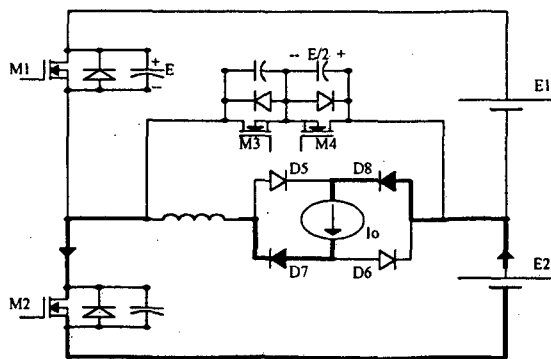 -- E/2 +
M1
+
E
--
E1
M3
M4
D5
D8
Io
D7
D6
E2
M2